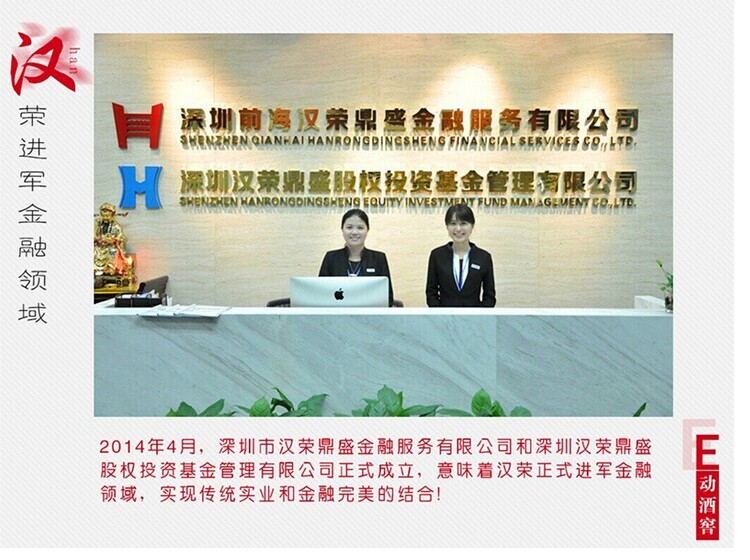 汉
han
荣进军金融领域
深圳前海汉荣鼎盛金融服务有限公司
SHENZHEN QIANHAI HANRONGDINGSHENG FINANCIAL SERVICES CO.,LTD.
深圳汉荣鼎盛股权投资基金管理有限公司
SHENZHEN HANRONGDINGSHENG EQUITY INVESTMENT FUND MANAGEMENT CO.,LTD.
2014年4月，深圳市汉荣鼎盛金融服务有限公司和深圳汉荣鼎盛
股权投资基金管理有限公司正式成立，意味着汉荣正式进军金融
领域，实现传统实业和金融完美的结合!
E
动酒窖